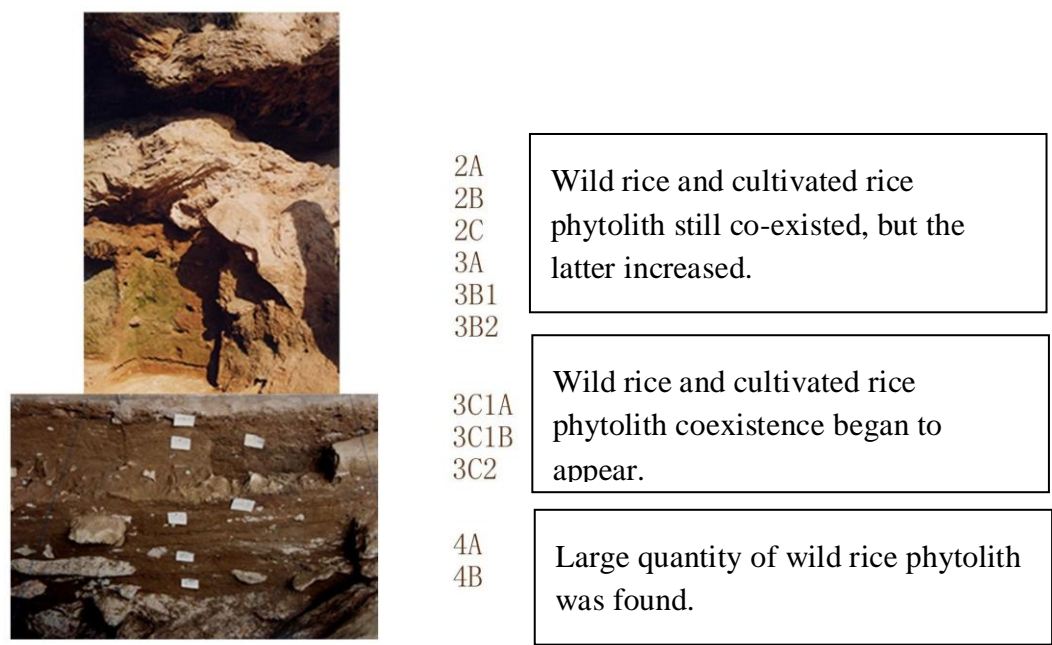 2A
2B
2C
3A
3B1
3B2
Wild rice and cultivated rice
phytolith still co-existed, but the
latter increased.
3C1A
3C1B
3C2
Wild rice and cultivated rice
phytolith coexistence began to
appear.
4A
4B
Large quantity of wild rice phytolith
was found.